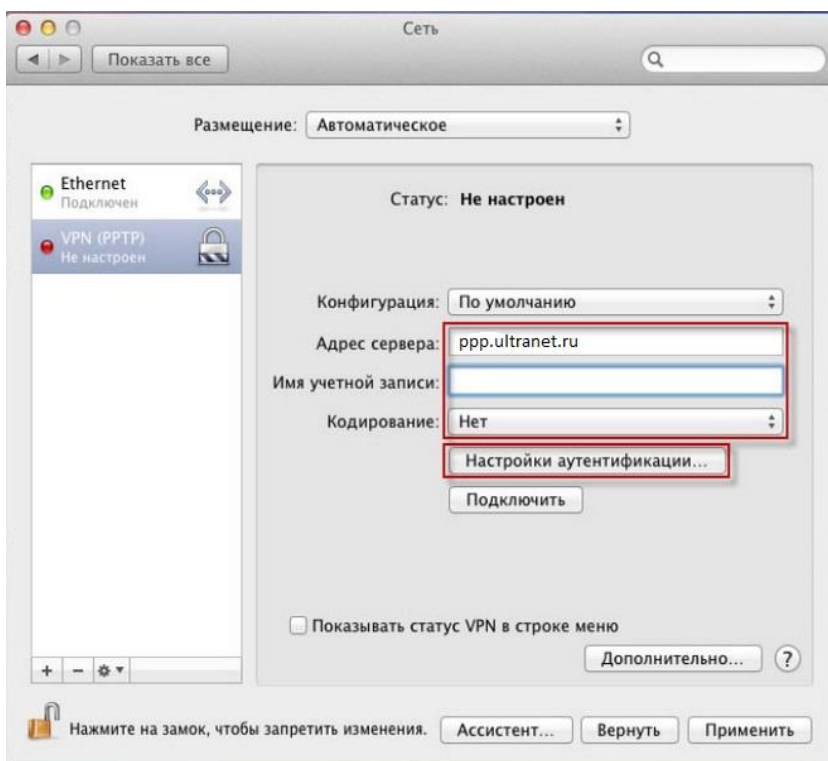 Сеть
Показать все
Размещение: Автоматическое
Ethernet
Подключен
VPN (PPTP)
Не настроен
Статус: Не настроен
Конфигурация: По умолчанию
Адрес сервера: ppp.ultranet.ru
Имя учетной записи:
Кодирование: Нет
Настройки аутентификации...
Подключить
Показывать статус VPN в строке меню
Дополнительно... ?
Нажмите на замок, чтобы запретить изменения. Ассистент... Вернуть Применить